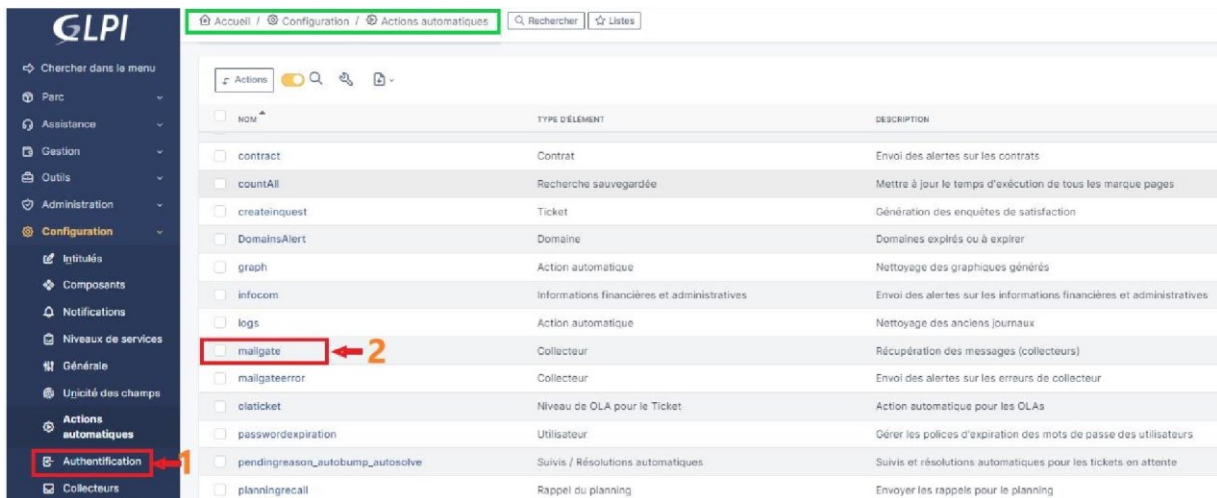 GLPI
Accueil / Configuration / Actions automatiques
Rechercher
Listes
Chercher dans le menu
Parc
Assistance
Gestion
Outils
Administration
Configuration
Intitulés
Composants
Notifications
Niveaux de services
Générale
Unicité des champs
Actions automatiques
Authentification
1
Collecteurs
Actions
NOM TYPE D'ÉLÉMENT DESCRIPTION
contract Contrat Envoi des alertes sur les contrats
countAll Recherche sauvegardée Mettre à jour le temps d'exécution de tous les marque pages
createinquest Ticket Génération des enquêtes de satisfaction
DomainsAlert Domaine Domaines expirés ou à expirer
graph Action automatique Nettoyage des graphiques générés
infocom Informations financières et administratives Envoi des alertes sur les informations financières et administratives
logs Action automatique Nettoyage des anciens journaux
mailgate 2 Collecteur Récupération des messages (collecteurs)
mailgateerror Collecteur Envoi des alertes sur les erreurs de collecteur
olaticket Niveau de OLA pour le Ticket Action automatique pour les OLAs
passwordexpiration Utilisateur Gérer les polices d'expiration des mots de passe des utilisateurs
pendingreason_autobump_autosolve Suivis / Résolutions automatiques Suivis et résolutions automatiques pour les tickets en attente
planningrecall Rappel du planning Envoyer les rappels pour le planning